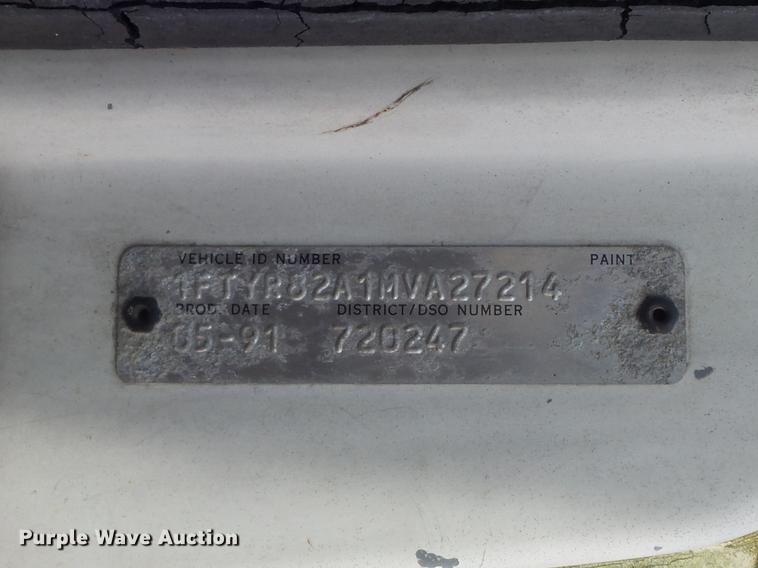 VEHICLE ID NUMBER PAINT
1FTYR82A1MVA27214
PROD. DATE DISTRICT/DSO NUMBER
05-91 720247
Purple Wave Auction